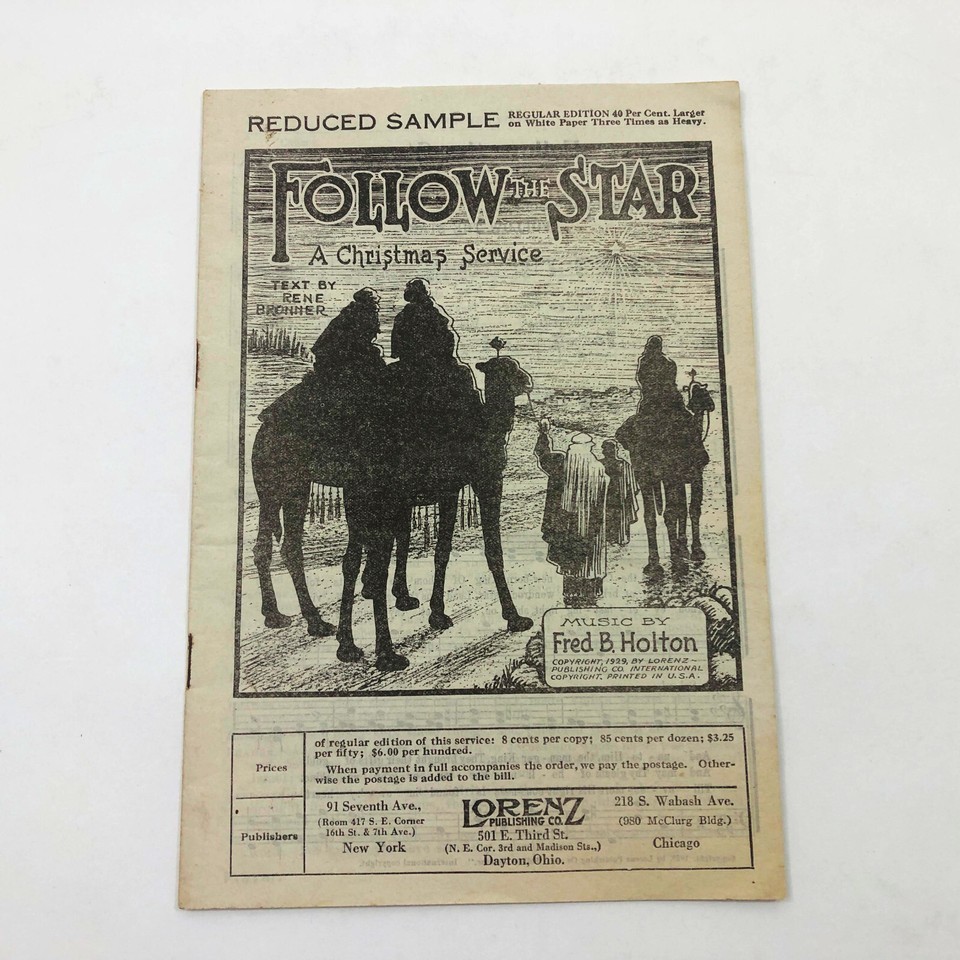 REDUCED SAMPLE
REGULAR EDITION 40 Per Cent. Larger
on White Paper Three Times as Heavy.
FOLLOW THE STAR
A Christmas Service
TEXT BY
RENE
BRONNER
MUSIC BY
Fred B. Holton
COPYRIGHT, 1929, BY LORENZ
PUBLISHING CO. INTERNATIONAL
COPYRIGHT. PRINTED IN U.S.A.
Prices
of regular edition of this service: 8 cents per copy; 85 cents per dozen; $3.25
per fifty; $6.00 per hundred.
When payment in full accompanies the order, we pay the postage. Other-
wise the postage is added to the bill.
Publishers
91 Seventh Ave.,
(Room 417 S. E. Corner
16th St. & 7th Ave.)
New York
LORENZ
PUBLISHING CO.
501 E. Third St.
(N. E. Cor. 3rd and Madison Sts.,)
Dayton, Ohio.
218 S. Wabash Ave.
(980 McClurg Bldg.)
Chicago